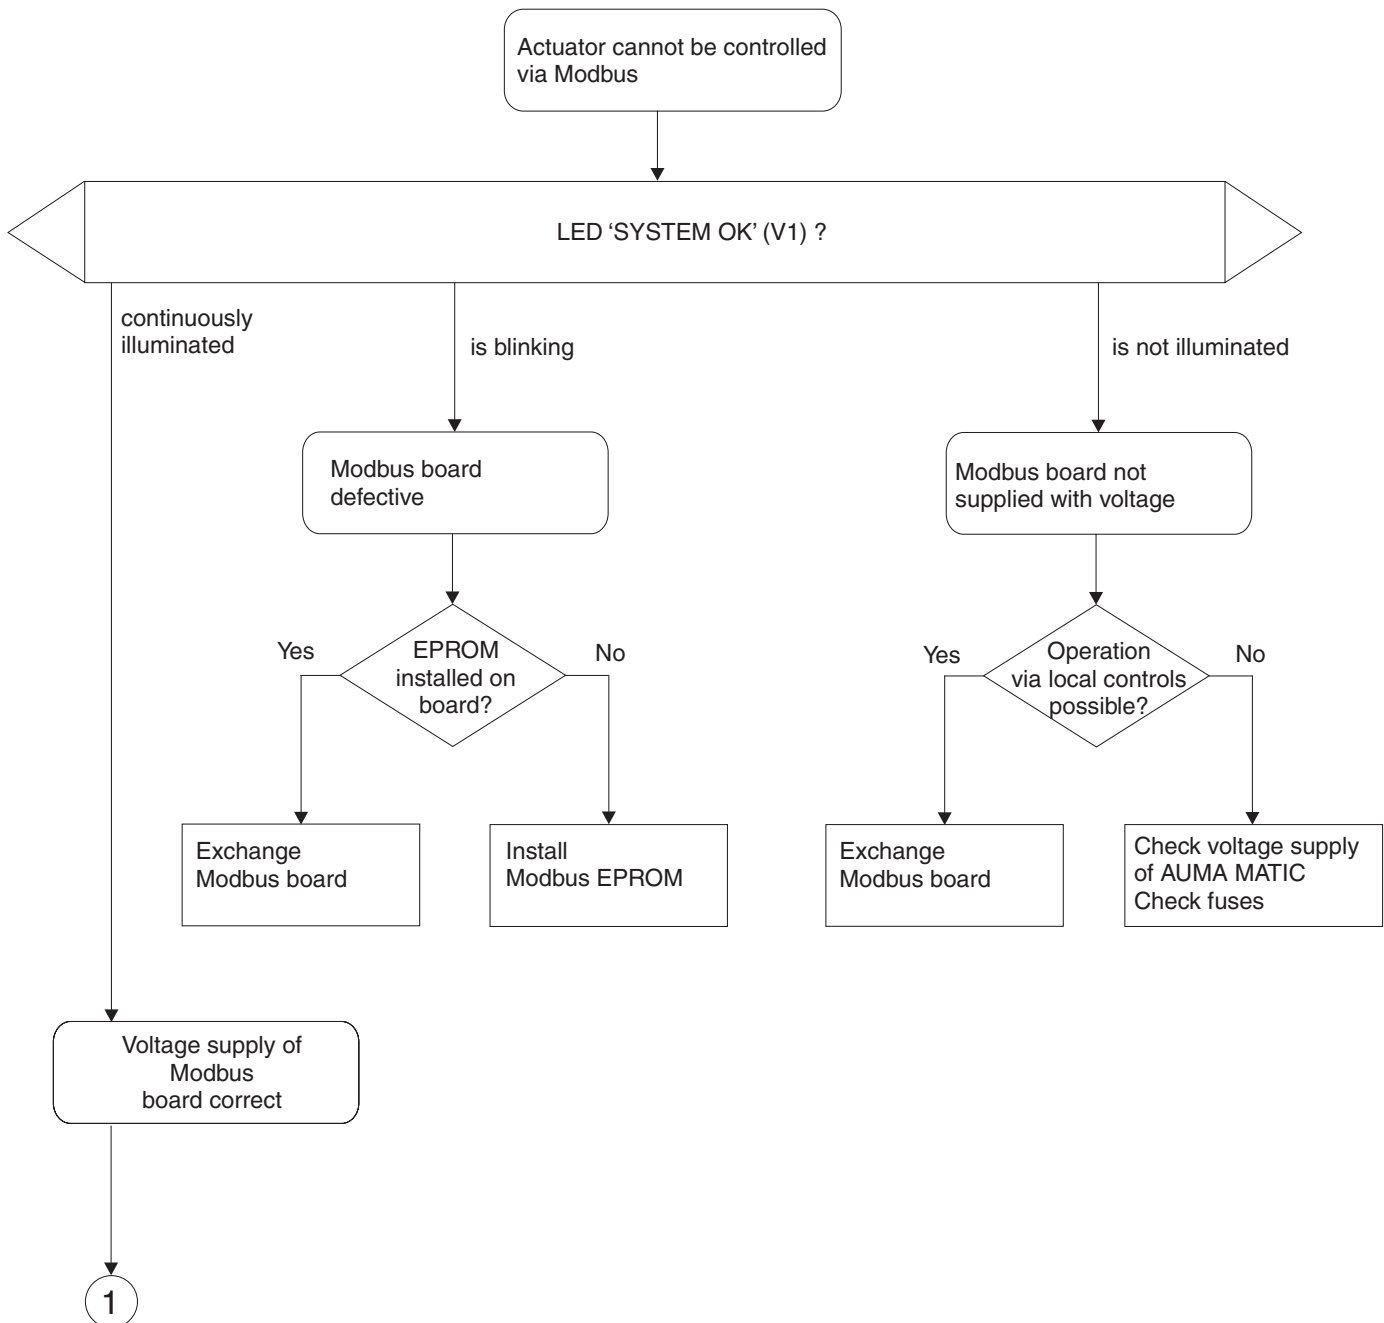 Actuator cannot be controlled
via Modbus
LED ‘SYSTEM OK’ (V1) ?
continuously
illuminated
is blinking
is not illuminated
Modbus board
defective
Modbus board not
supplied with voltage
Yes
EPROM
installed on
board?
No
Yes
Operation
via local controls
possible?
No
Exchange
Modbus board
Install
Modbus EPROM
Exchange
Modbus board
Check voltage supply
of AUMA MATIC
Check fuses
Voltage supply of
Modbus
board correct
1